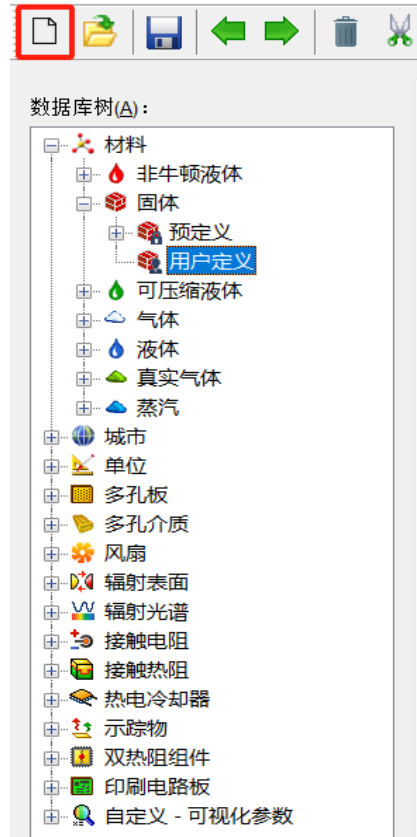 数据库树(A):
材料
非牛顿液体
固体
预定义
用户定义
可压缩液体
气体
液体
真实气体
蒸汽
城市
单位
多孔板
多孔介质
风扇
辐射表面
辐射光谱
接触电阻
接触热阻
热电冷却器
示踪物
双热阻组件
印刷电路板
自定义 - 可视化参数